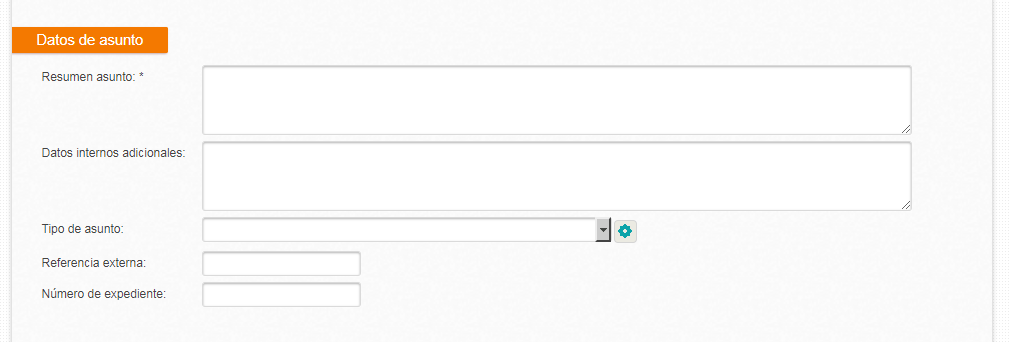 Datos de asunto
Resumen asunto: *
Datos internos adicionales:
Tipo de asunto:
Referencia externa:
Número de expediente: